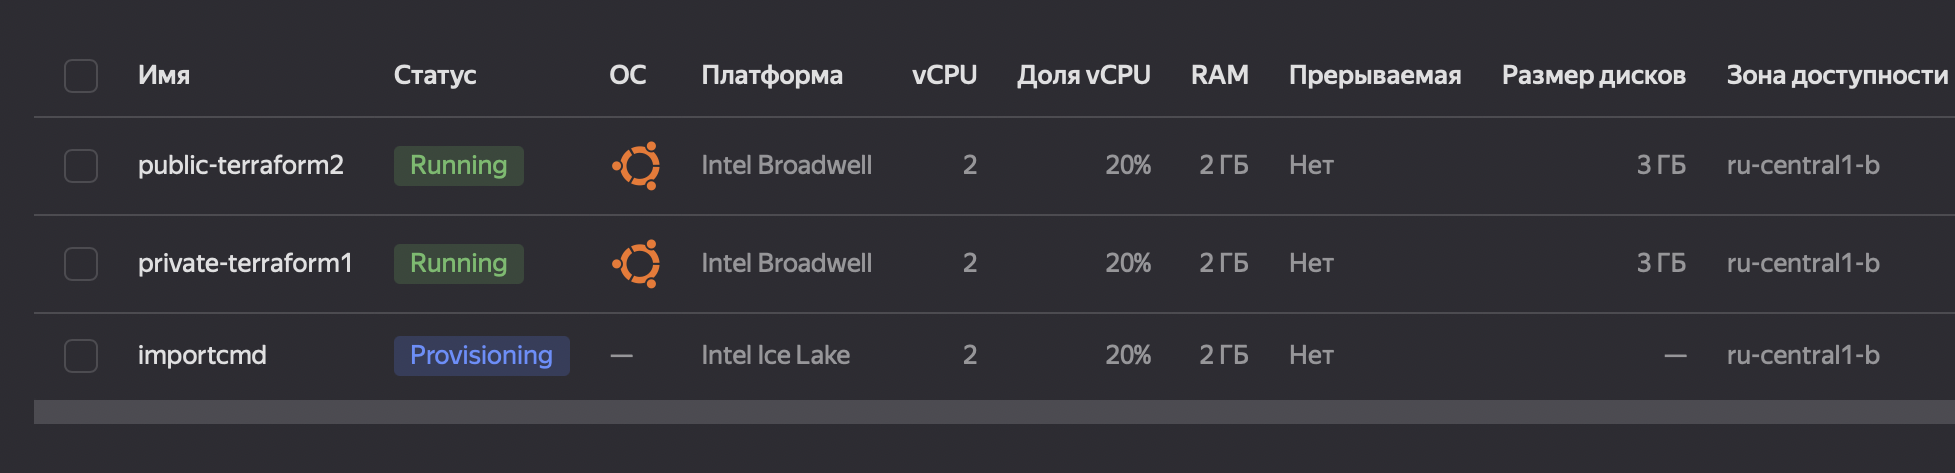 Имя Статус ОС Платформа vCPU Доля vCPU RAM Прерываемая Размер дисков Зона доступности
public-terraform2 Running Intel Broadwell 2 20% 2 ГБ Нет 3 ГБ ru-central1-b
private-terraform1 Running Intel Broadwell 2 20% 2 ГБ Нет 3 ГБ ru-central1-b
importcmd Provisioning — Intel Ice Lake 2 20% 2 ГБ Нет — ru-central1-b